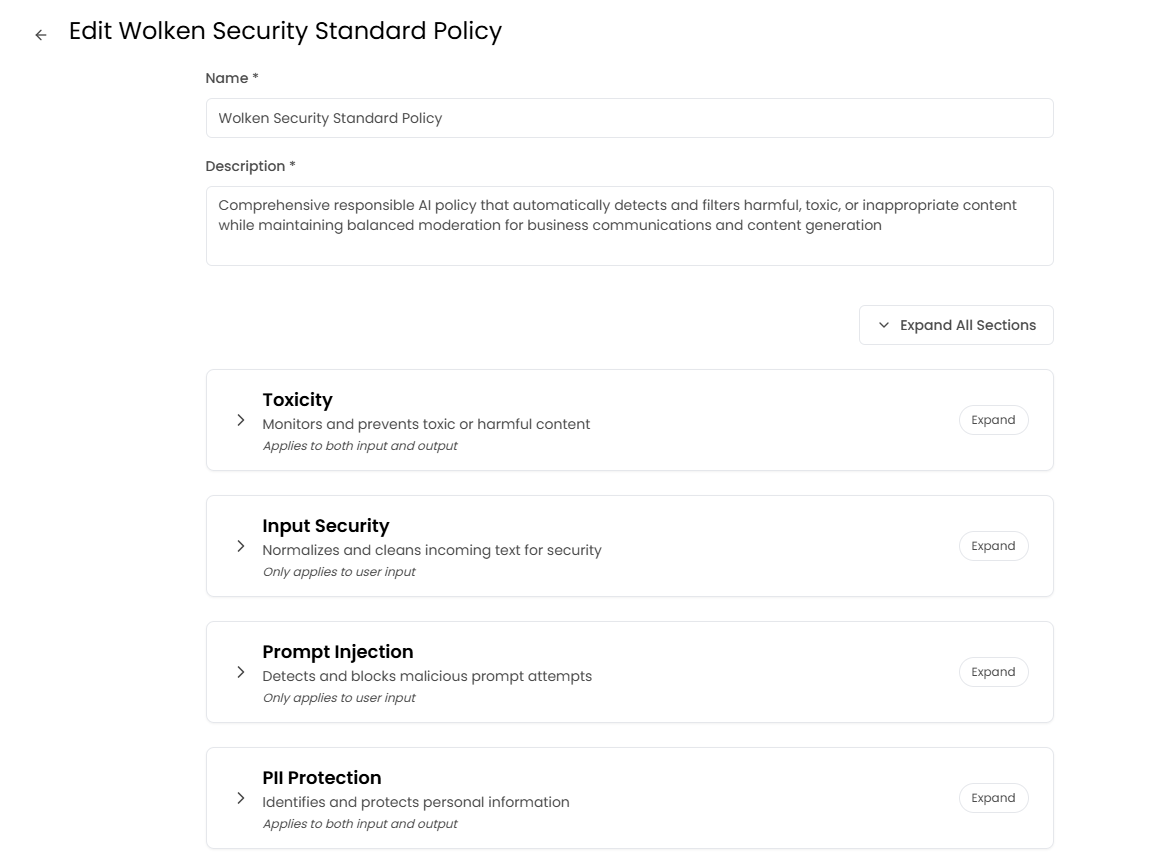 Edit Wolken Security Standard Policy
Name *
Wolken Security Standard Policy
Description *
Comprehensive responsible AI policy that automatically detects and filters harmful, toxic, or inappropriate content
while maintaining balanced moderation for business communications and content generation
Expand All Sections
Toxicity
Monitors and prevents toxic or harmful content
Applies to both input and output
Expand
Input Security
Normalizes and cleans incoming text for security
Only applies to user input
Expand
Prompt Injection
Detects and blocks malicious prompt attempts
Only applies to user input
Expand
PII Protection
Identifies and protects personal information
Applies to both input and output
Expand